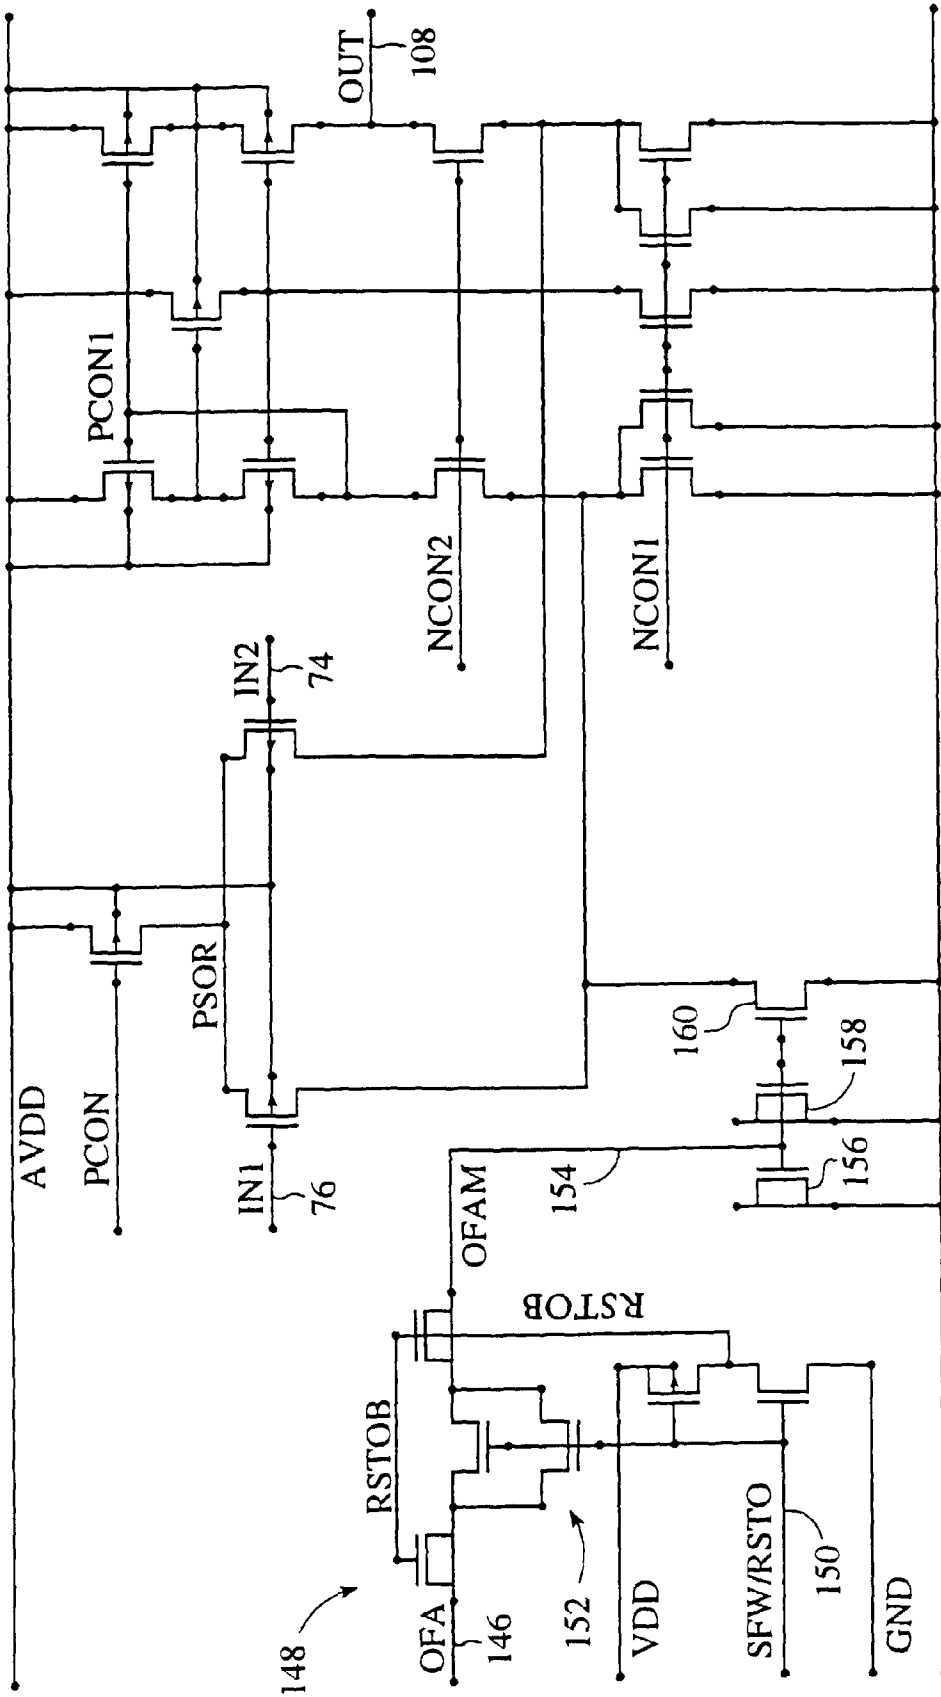 AVDD
PCON
PSOR
IN1
76
IN2
74
PCON1
OUT
108
NCON2
NCON1
148
RSTOB
OFA
146
OFAM
154
152
RSTOB
VDD
SFW/RSTO
150
GND
156
158
160